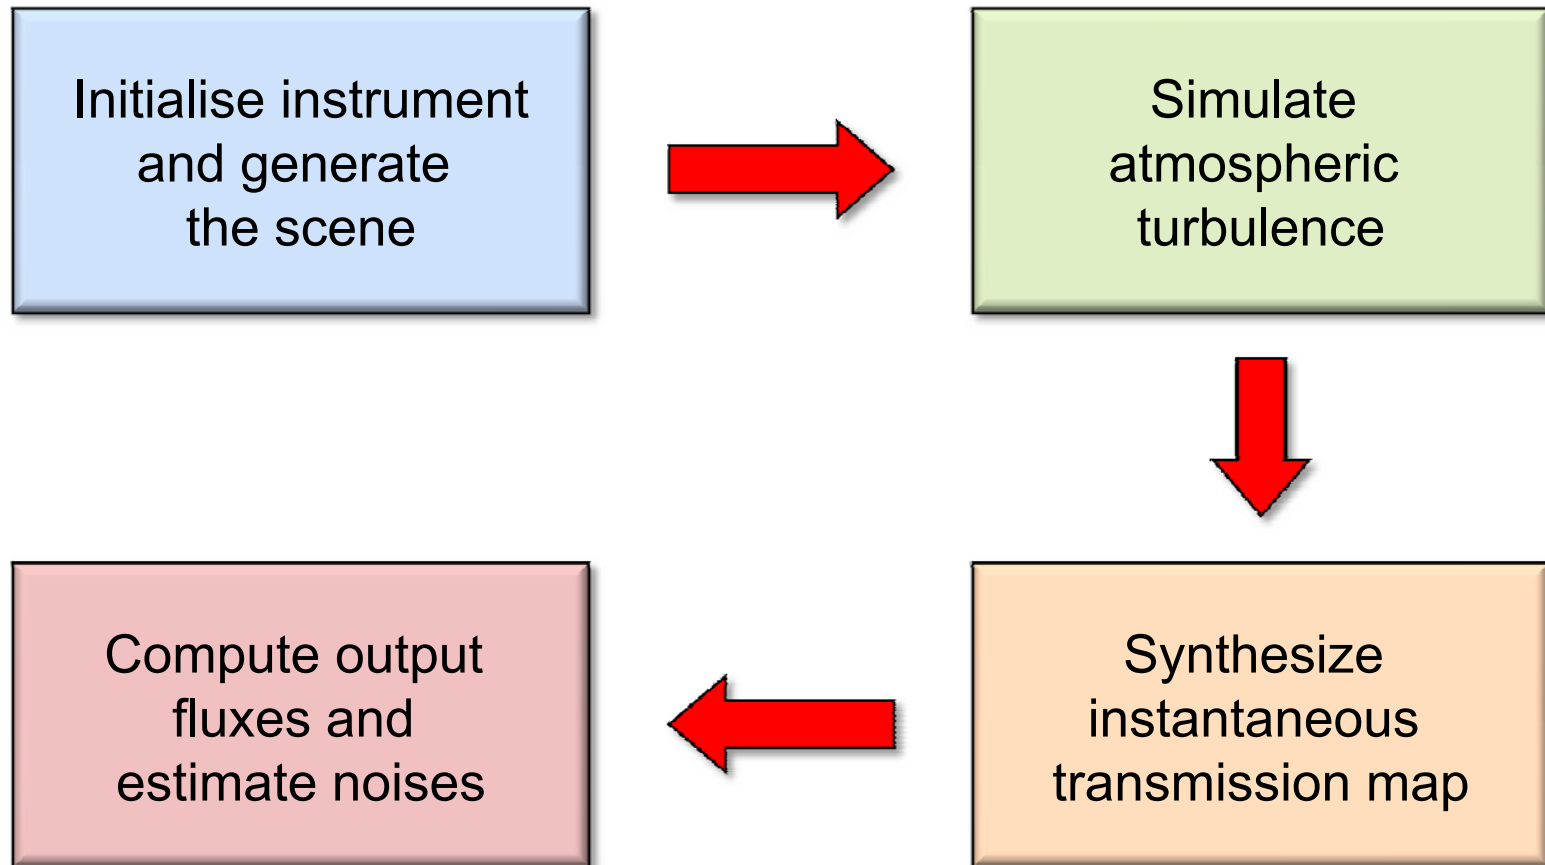 Initialise instrument
and generate
the scene
Simulate
atmospheric
turbulence
Synthesize
instantaneous
transmission map
Compute output
fluxes and
estimate noises